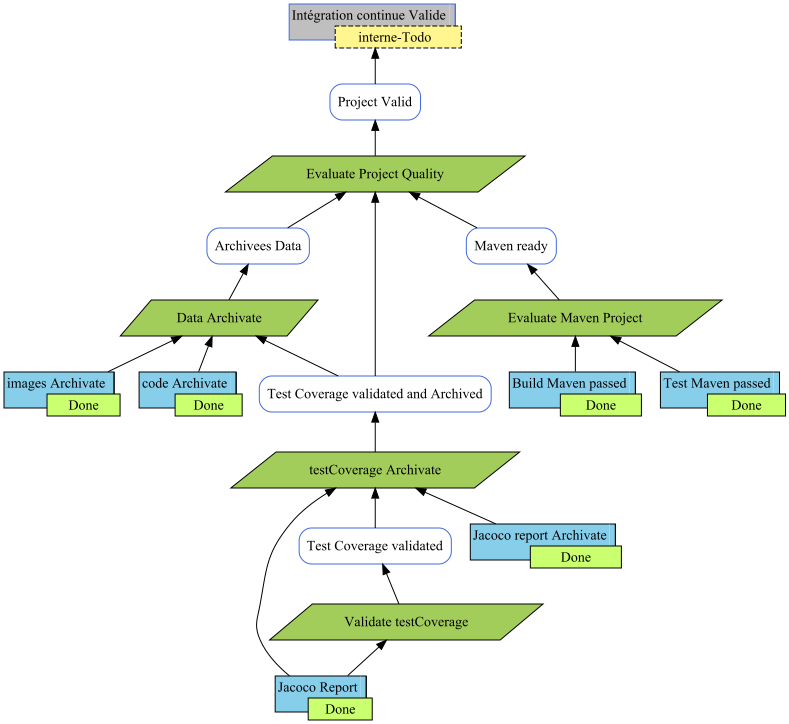 Intégration continue Valide
interne-Todo
Project Valid
Evaluate Project Quality
Archivees Data
Maven ready
Data Archivate
Evaluate Maven Project
images Archivate
Done
code Archivate
Done
Test Coverage validated and Archived
Build Maven passed
Done
Test Maven passed
Done
testCoverage Archivate
Test Coverage validated
Jacoco report Archivate
Done
Validate testCoverage
Jacoco Report
Done